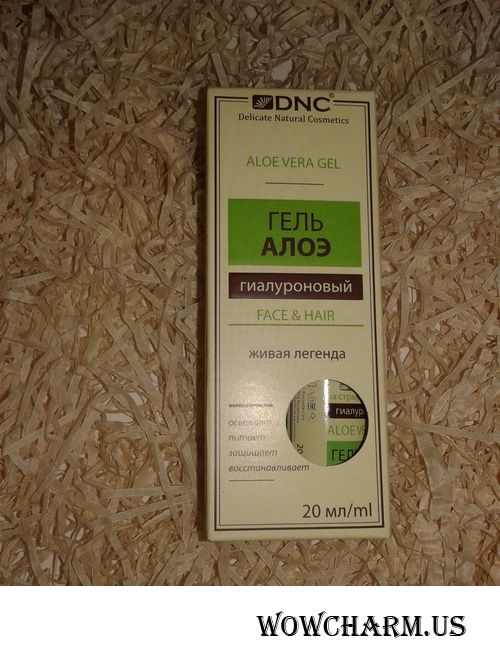 DNC®
Delicate Natural Cosmetics
ALOE VERA GEL
ГЕЛЬ
АЛОЭ
гиалуроновый
FACE & HAIR
живая легенда
гиалур
ALOE VE
ГЕЛ
освежает
питает
защищает
восстанавливает
20
20 мл/ml
WOWCHARM.US